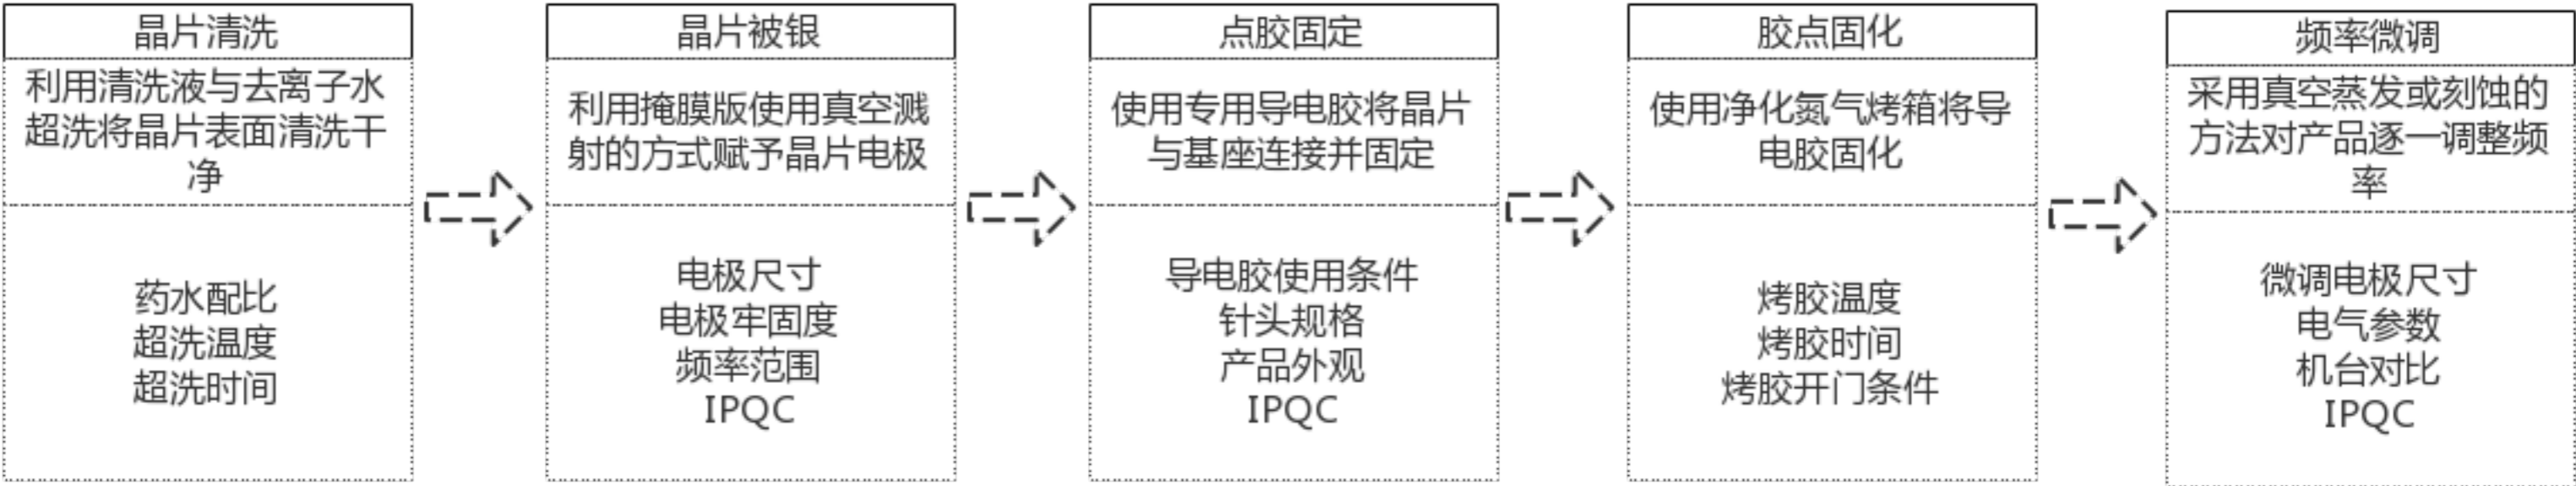 晶片清洗
利用清洗液与去离子水
超洗将晶片表面清洗干
净
药水配比
超洗温度
超洗时间
晶片被银
利用掩膜版使用真空溅
射的方式赋予晶片电极
电极尺寸
电极牢固度
频率范围
IPQC
点胶固定
使用专用导电胶将晶片
与基座连接并固定
导电胶使用条件
针头规格
产品外观
IPQC
胶点固化
使用净化氮气烤箱将导
电胶固化
烤胶温度
烤胶时间
烤胶开门条件
频率微调
采用真空蒸发或刻蚀的
方法对产品逐一调整频
率
微调电极尺寸
电气参数
机台对比
IPQC